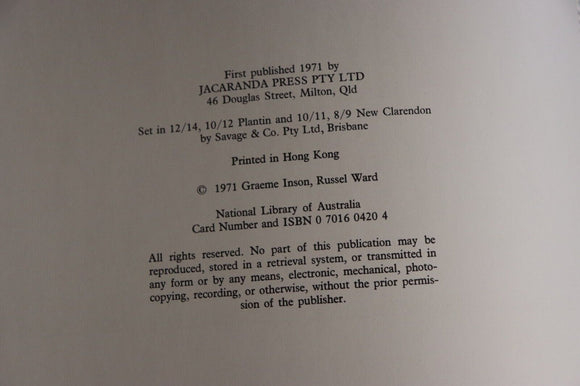 First published 1971 by
JACARANDA PRESS PTY LTD
46 Douglas Street, Milton, Qld
Set in 12/14, 10/12 Plantin and 10/11, 8/9 New Clarendon
by Savage & Co. Pty Ltd, Brisbane
Printed in Hong Kong
© 1971 Graeme Inson, Russel Ward
National Library of Australia
Card Number and ISBN 0 7016 0420 4
All rights reserved. No part of this publication may be
reproduced, stored in a retrieval system, or transmitted in
any form or by any means, electronic, mechanical, photo-
copying, recording, or otherwise, without the prior permis-
sion of the publisher.